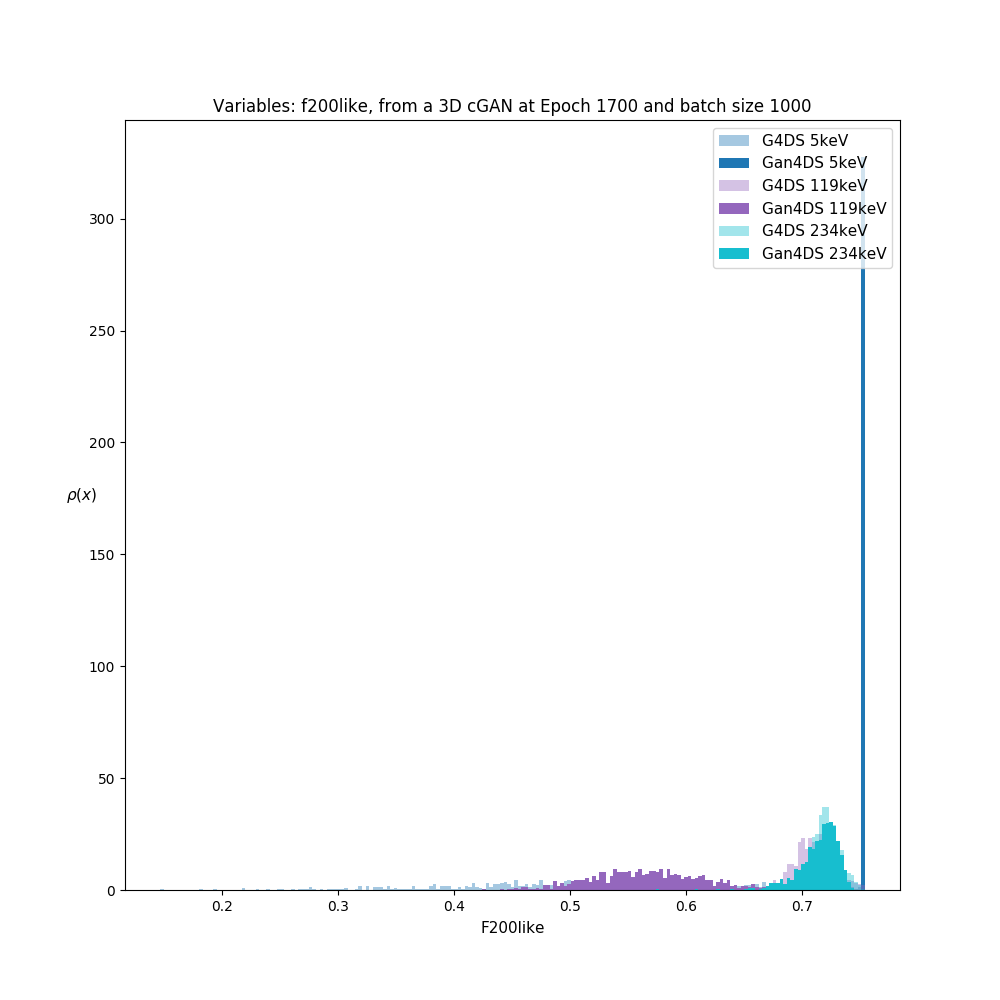 Variables: f200like, from a 3D cGAN at Epoch 1700 and batch size 1000
G4DS 5keV
Gan4DS 5keV
G4DS 119keV
Gan4DS 119keV
G4DS 234keV
Gan4DS 234keV
300
250
200
ρ(x)
150
100
50
0
0.2 0.3 0.4 0.5 0.6 0.7
F200like